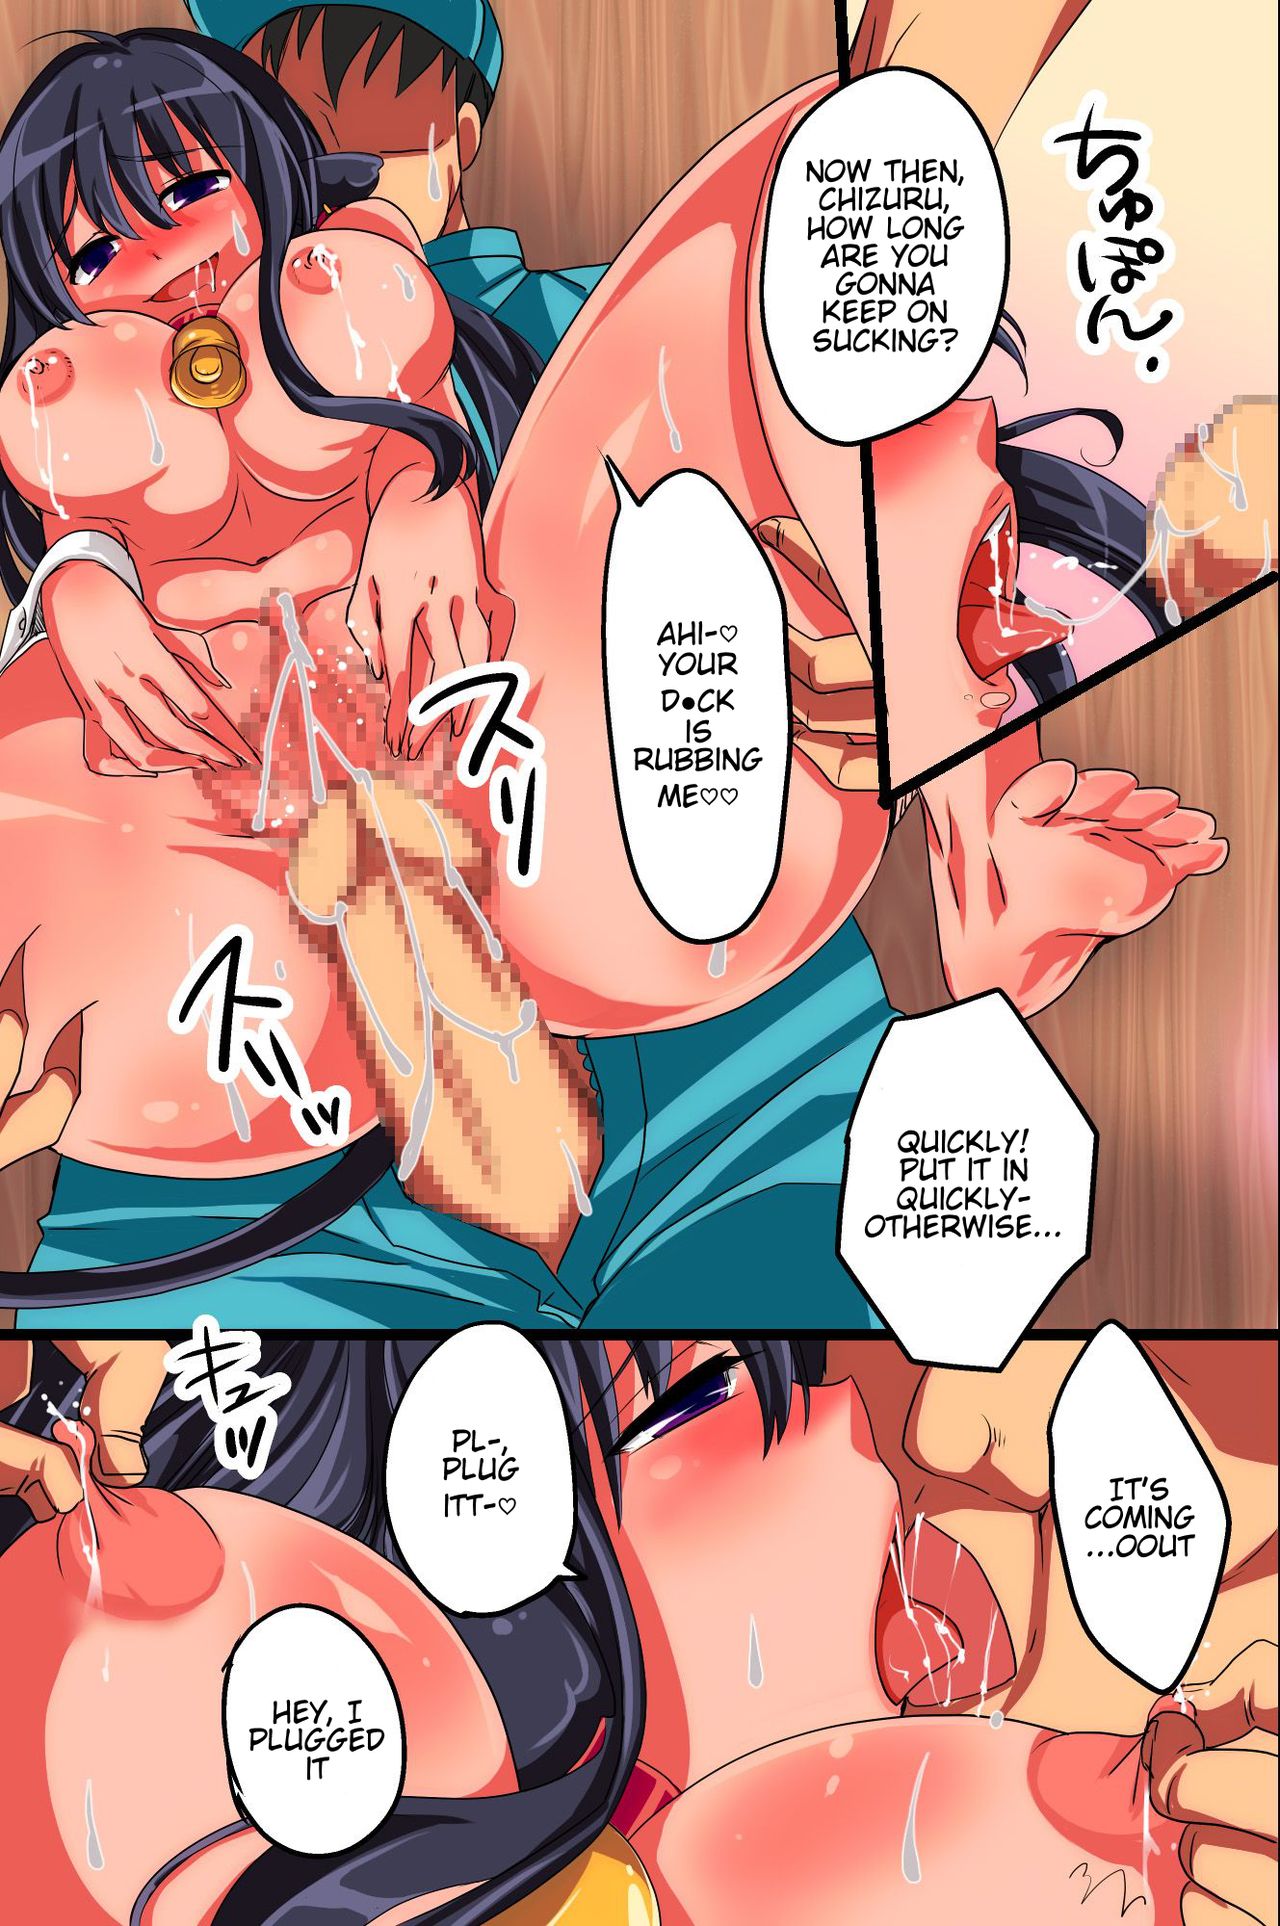 ちゅぽん.
NOW THEN,
CHIZURU,
HOW LONG
ARE YOU
GONNA
KEEP ON
SUCKING?
AHI-♡
YOUR
D●CK
IS
RUBBING
ME♡♡
ズリ
ズリッ
QUICKLY!
PUT IT IN
QUICKLY-
OTHERWISE...
IT'S
COMING
...OOUT
PL-,
PLUG
ITT-♡
キュッ
HEY, I
PLUGGED
IT